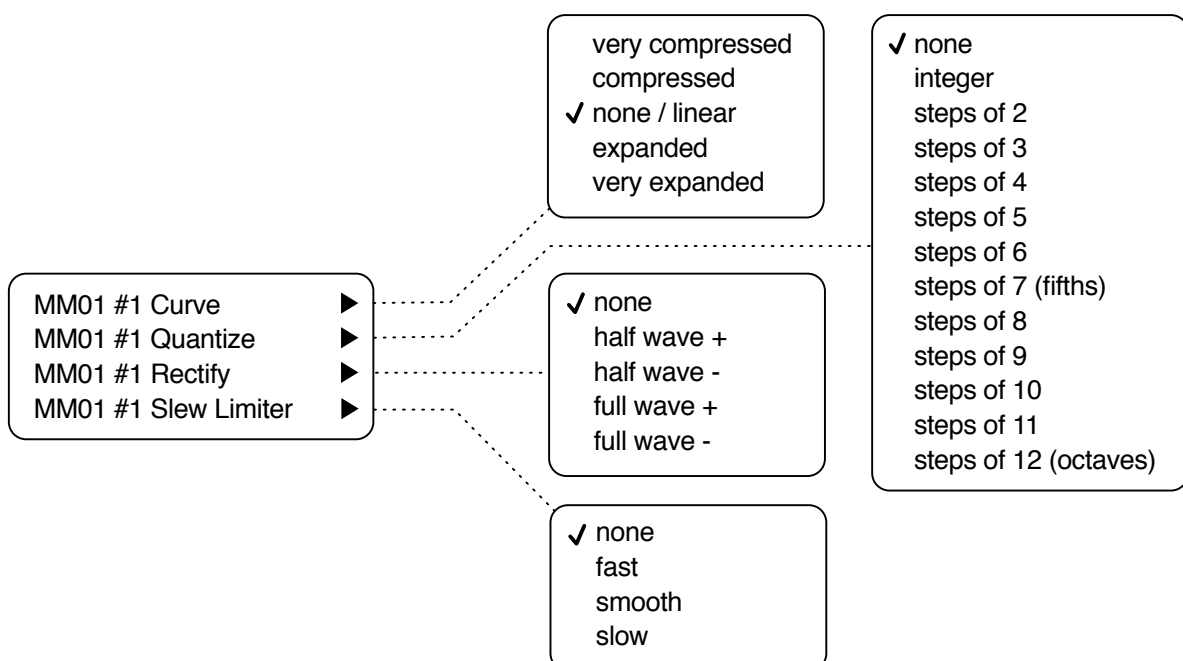 very compressed
compressed
✓ none / linear
expanded
very expanded
✓ none
integer
steps of 2
steps of 3
steps of 4
steps of 5
steps of 6
steps of 7 (fifths)
steps of 8
steps of 9
steps of 10
steps of 11
steps of 12 (octaves)
MM01 #1 Curve ▶
MM01 #1 Quantize ▶
MM01 #1 Rectify ▶
MM01 #1 Slew Limiter ▶
✓ none
half wave +
half wave -
full wave +
full wave -
✓ none
fast
smooth
slow